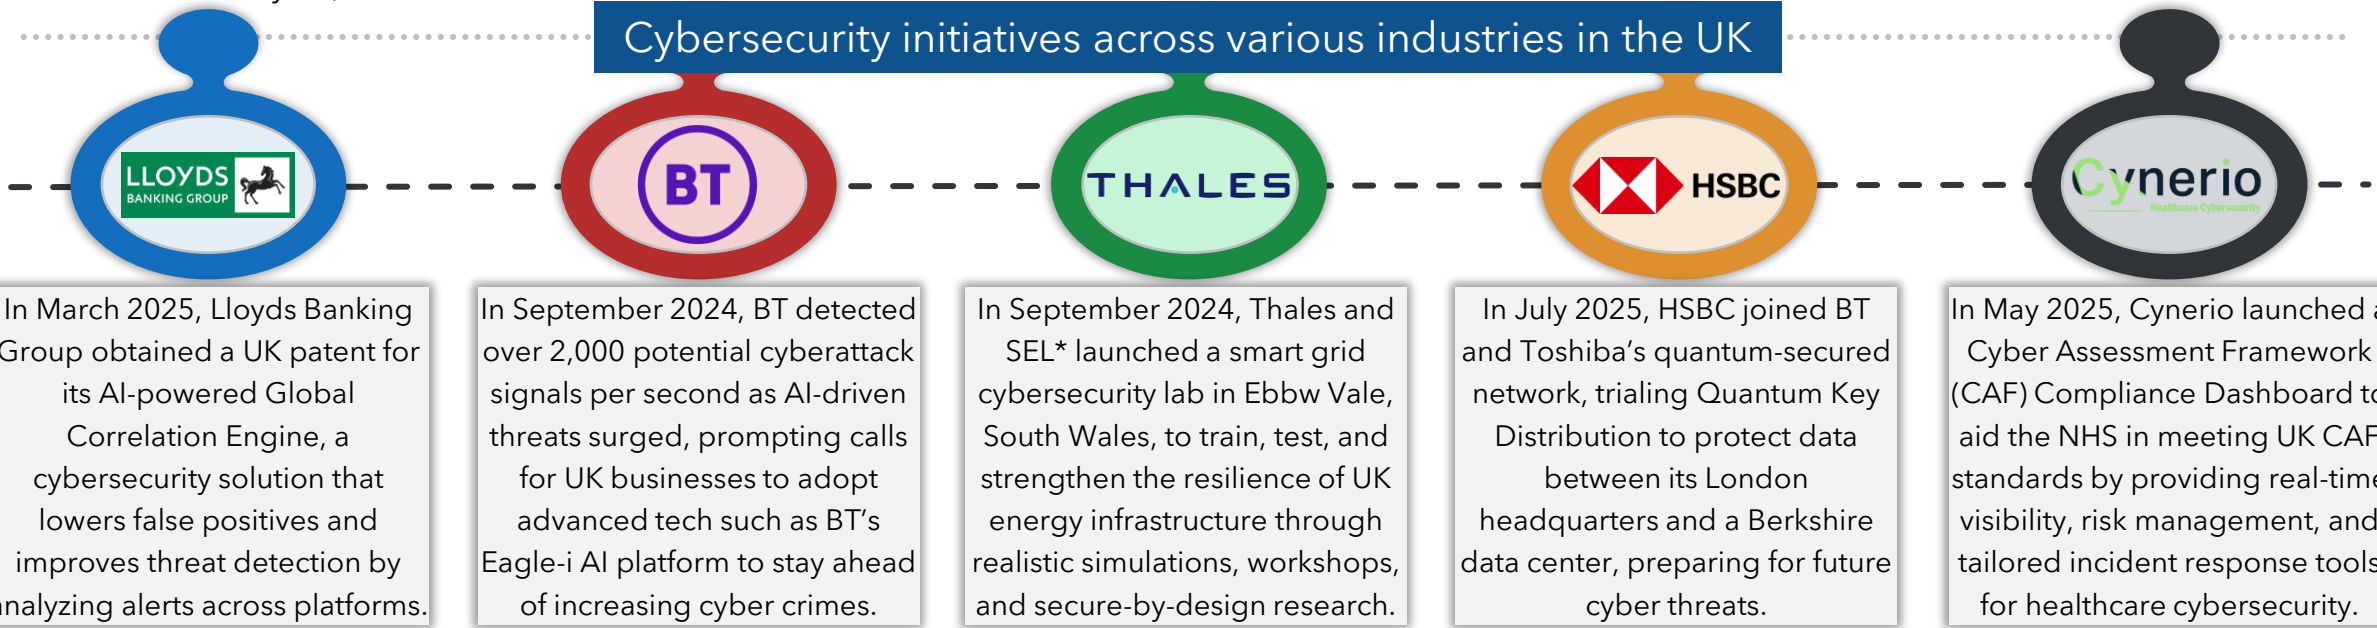 Cybersecurity initiatives across various industries in the UK
LLOYDS
BANKING GROUP
BT
THALES
HSBC
Cynerio
Healthcare Cybersecurity
In March 2025, Lloyds Banking
Group obtained a UK patent for
its AI-powered Global
Correlation Engine, a
cybersecurity solution that
lowers false positives and
improves threat detection by
analyzing alerts across platforms.
In September 2024, BT detected
over 2,000 potential cyberattack
signals per second as AI-driven
threats surged, prompting calls
for UK businesses to adopt
advanced tech such as BT’s
Eagle-i AI platform to stay ahead
of increasing cyber crimes.
In September 2024, Thales and
SEL* launched a smart grid
cybersecurity lab in Ebbw Vale,
South Wales, to train, test, and
strengthen the resilience of UK
energy infrastructure through
realistic simulations, workshops,
and secure-by-design research.
In July 2025, HSBC joined BT
and Toshiba’s quantum-secured
network, trialing Quantum Key
Distribution to protect data
between its London
headquarters and a Berkshire
data center, preparing for future
cyber threats.
In May 2025, Cynerio launched a
Cyber Assessment Framework
(CAF) Compliance Dashboard to
aid the NHS in meeting UK CAF
standards by providing real-time
visibility, risk management, and
tailored incident response tools
for healthcare cybersecurity.